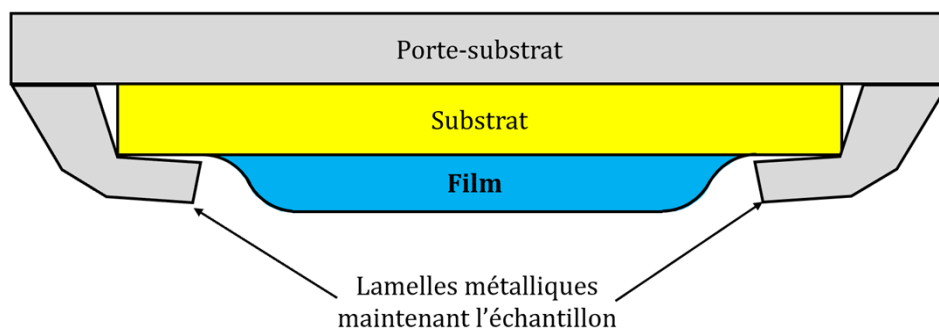 Porte-substrat
Substrat
Film
Lamelles métalliques
maintenant l’échantillon